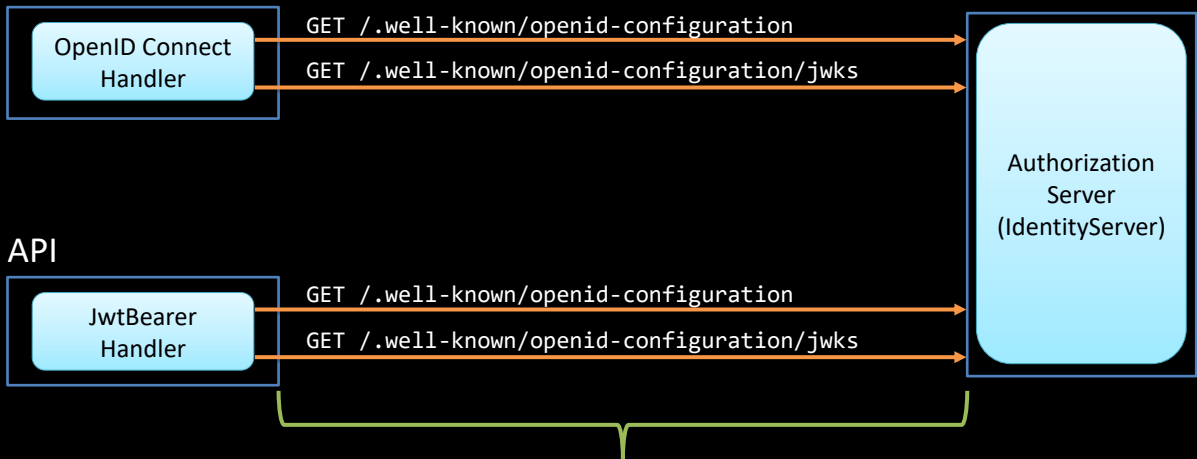 OpenID Connect
Handler
GET /.well-known/openid-configuration
GET /.well-known/openid-configuration/jwks
Authorization
Server
(IdentityServer)
API
JwtBearer
Handler
GET /.well-known/openid-configuration
GET /.well-known/openid-configuration/jwks